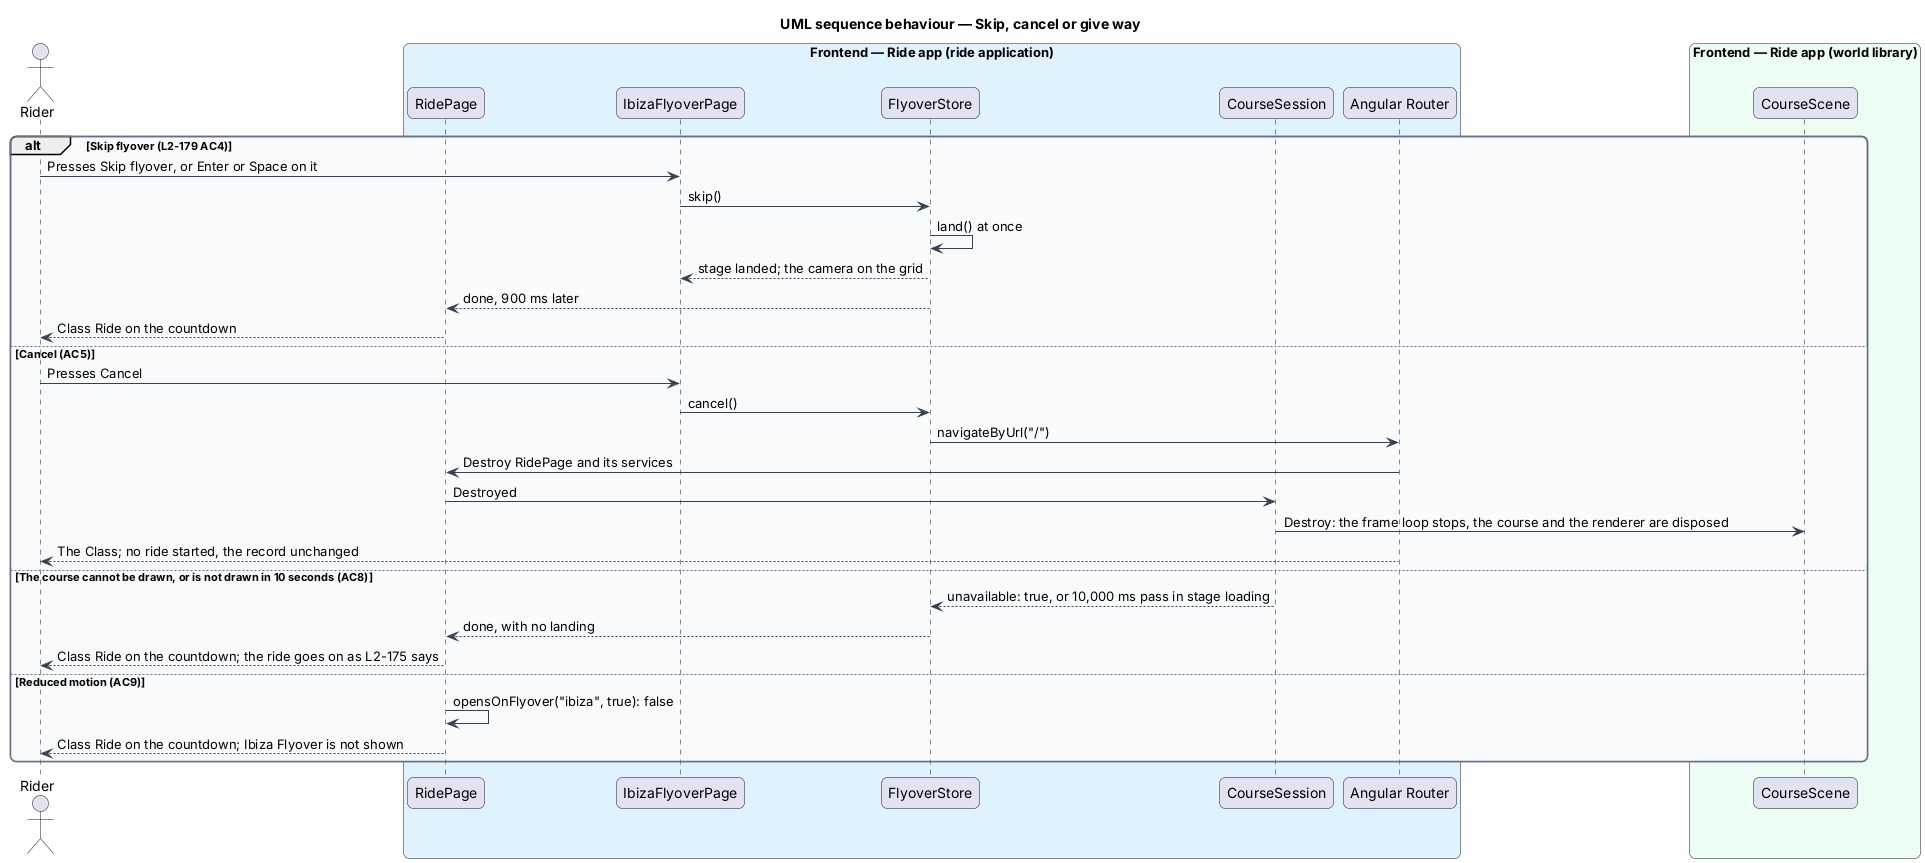 UML sequence behaviour — Skip, cancel or give way
Frontend — Ride app (ride application)
Frontend — Ride app (world library)
Rider
RidePage
IbizaFlyoverPage
FlyoverStore
CourseSession
Angular Router
CourseScene
alt
[Skip flyover (L2-179 AC4)]
Presses Skip flyover, or Enter or Space on it
skip()
land() at once
stage landed; the camera on the grid
done, 900 ms later
Class Ride on the countdown
[Cancel (AC5)]
Presses Cancel
cancel()
navigateByUrl("/")
Destroy RidePage and its services
Destroyed
Destroy: the frame loop stops, the course and the renderer are disposed
The Class; no ride started, the record unchanged
[The course cannot be drawn, or is not drawn in 10 seconds (AC8)]
unavailable: true, or 10,000 ms pass in stage loading
done, with no landing
Class Ride on the countdown; the ride goes on as L2-175 says
[Reduced motion (AC9)]
opensOnFlyover("ibiza", true): false
Class Ride on the countdown; Ibiza Flyover is not shown
Rider
RidePage
IbizaFlyoverPage
FlyoverStore
CourseSession
Angular Router
CourseScene